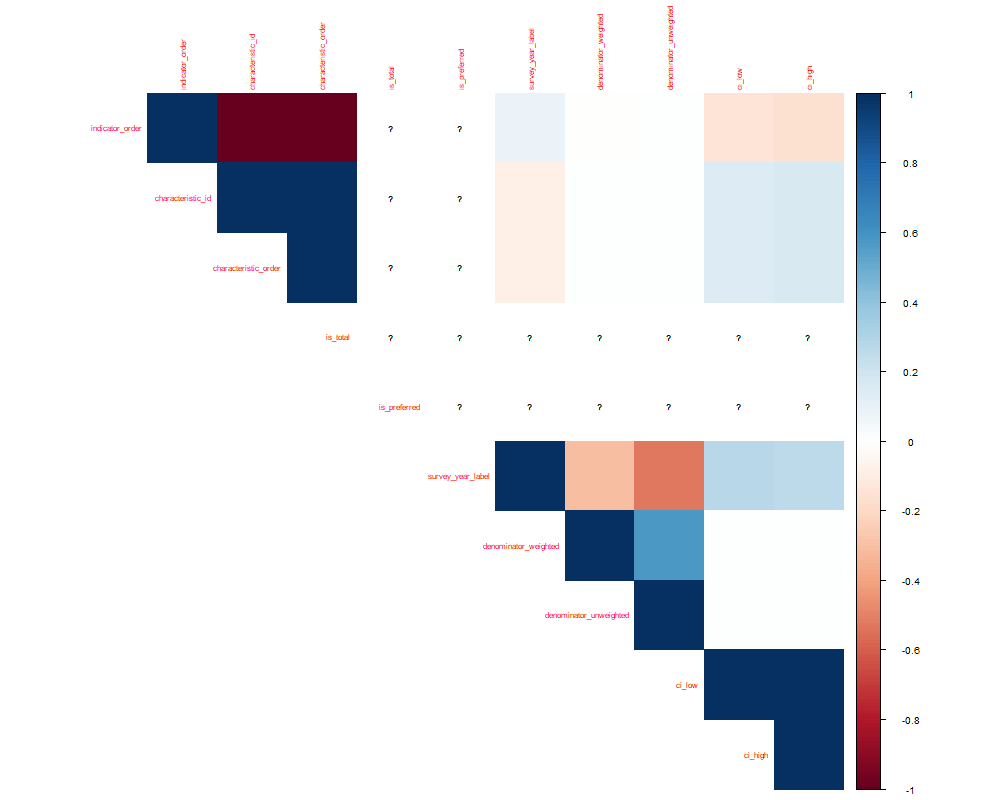 indicator_order
characteristic_id
characteristic_order
is_total
is_preferred
survey_year_label
denominator_weighted
denominator_unweighted
ci_low
ci_high
indicator_order ? ?
characteristic_id ? ?
characteristic_order ? ?
is_total ? ? ? ? ? ? ?
is_preferred ? ? ? ? ? ?
survey_year_label
denominator_weighted
denominator_unweighted
ci_low
ci_high
1
0.8
0.6
0.4
0.2
0
-0.2
-0.4
-0.6
-0.8
-1